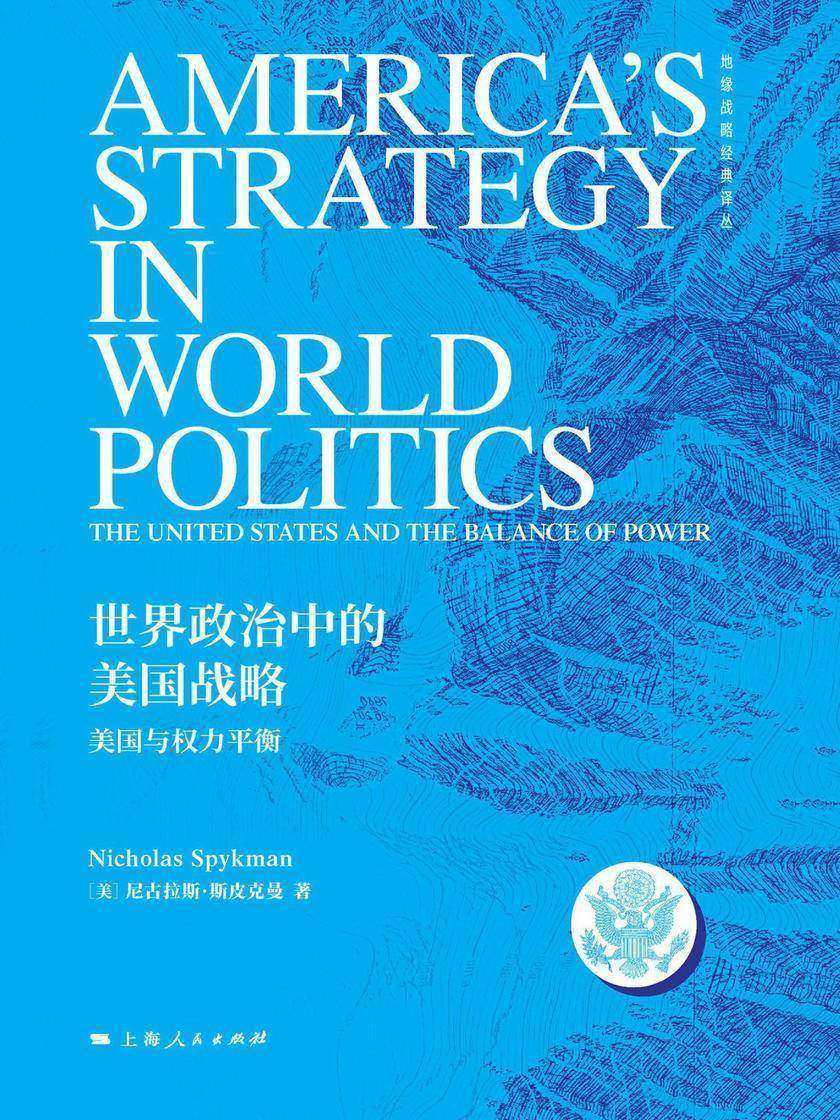 AMERICA'S
STRATEGY
IN
WORLD
POLITICS
THE UNITED STATES AND THE BALANCE OF POWER
地缘战略经典译丛
世界政治中的
美国战略
美国与权力平衡
Nicholas Spykman
[美] 尼古拉斯·斯皮克曼 著
上海人民出版社